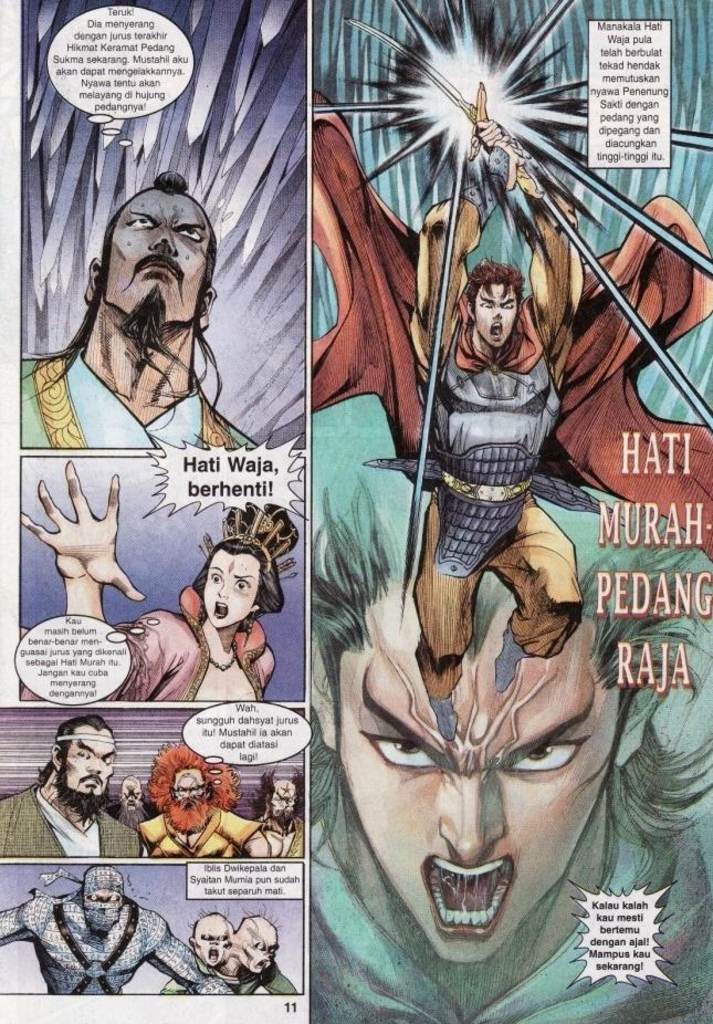 Teruk!
Dia menyerang
dengan jurus terakhir
Hikmat Keramat Pedang
Sukma sekarang. Mustahil aku
akan dapat mengelakkannya.
Nyawa tentu akan
melayang di hujung
pedangnya!
Hati Waja,
berhenti!
Kau
masih belum
benar-benar men-
guasai jurus yang dikenali
sebagai Hati Murah itu.
Jangan kau cuba
menyerang
dengannya!
Wah,
sungguh dahsyat jurus
itu! Mustahil ia akan
dapat diatasi
lagi!
Iblis Dwikepala dan
Syaitan Mumia pun sudah
takut separuh mati.
11
Manakala Hati
Waja pula
telah berbulat
tekad hendak
memutuskan
nyawa Penenung
Sakti dengan
pedang yang
dipegang dan
diacungkan
tinggi-tinggi itu.
HATI
MURAH-
PEDANG
RAJA
Kalau kalah
kau mesti
bertemu
dengan ajal!
Mampus kau
sekarang!